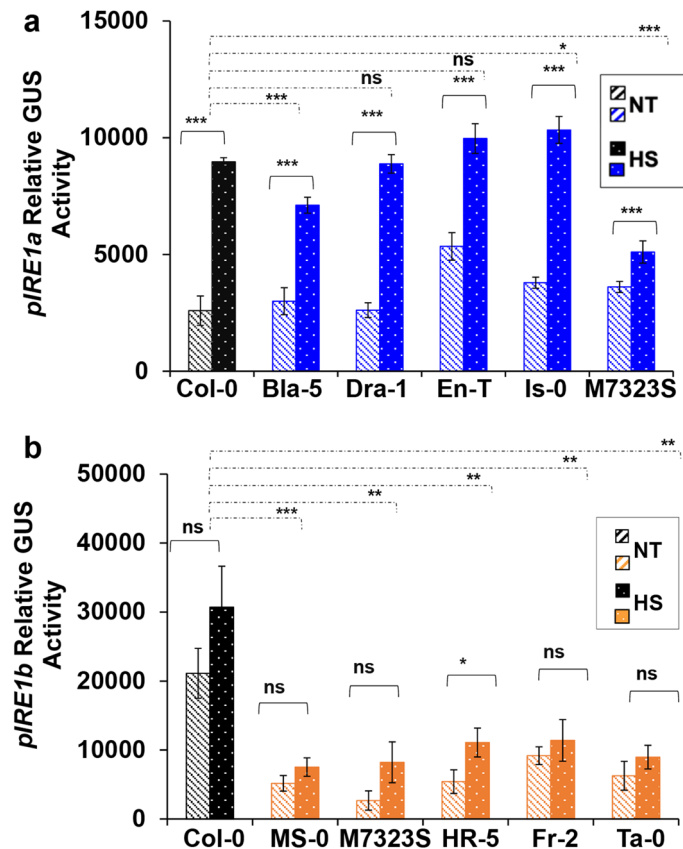 a
pIRE1a Relative GUS
Activity
15000
10000
5000
0
***
*
ns
ns
***
***
***
***
***
***
***
NT
HS
Col-0 Bla-5 Dra-1 En-T Is-0 M7323S
b
pIRE1b Relative GUS
Activity
50000
40000
30000
20000
10000
0
**
**
**
**
***
ns
ns
ns
*
ns
ns
NT
HS
Col-0 MS-0 M7323S HR-5 Fr-2 Ta-0